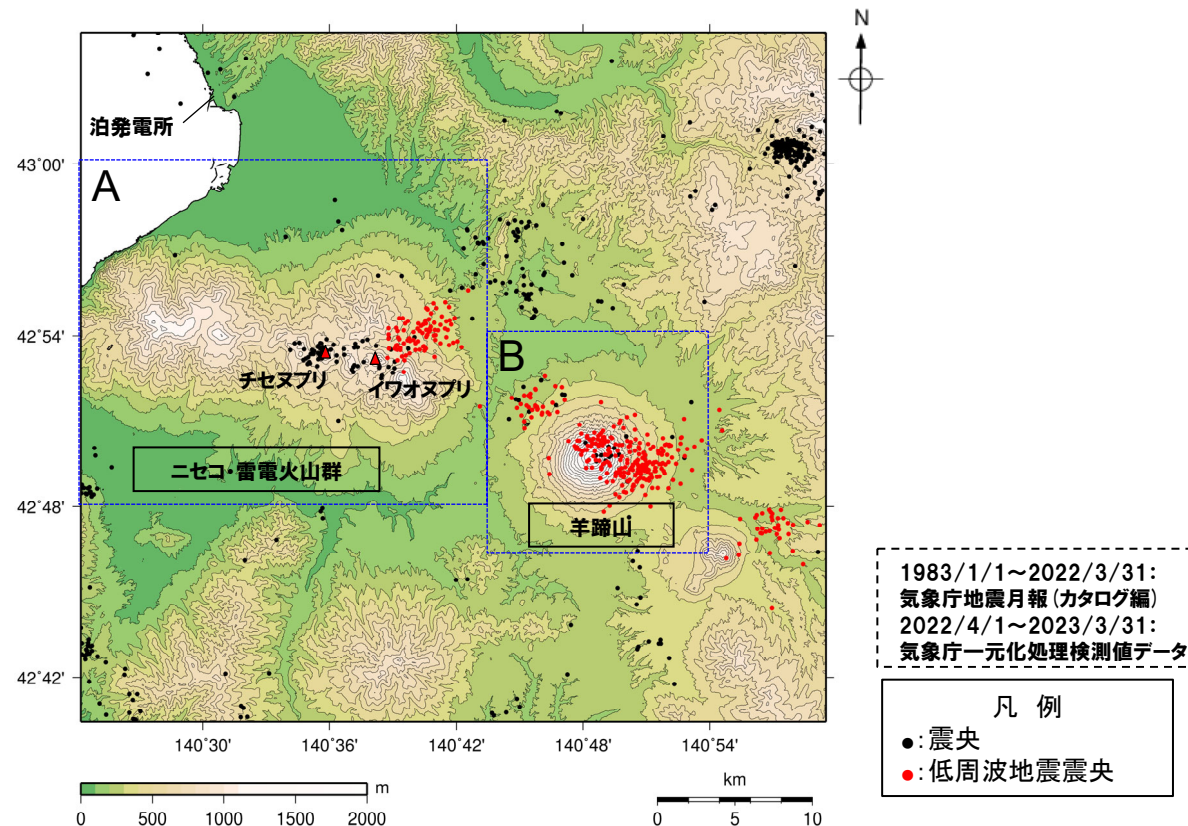 N
泊発電所
43°00'
A
42°54'
チセヌプリ
イワオヌプリ
B
ニセコ・雷電火山群
42°48'
羊蹄山
42°42'
140°30'
140°36'
140°42'
140°48'
140°54'
m
0
500
1000
1500
2000
km
0
5
10
1983/1/1～2022/3/31:
気象庁地震月報(カタログ編)
2022/4/1～2023/3/31:
気象庁一元化処理検測値データ
凡 例
●:震央
●:低周波地震震央